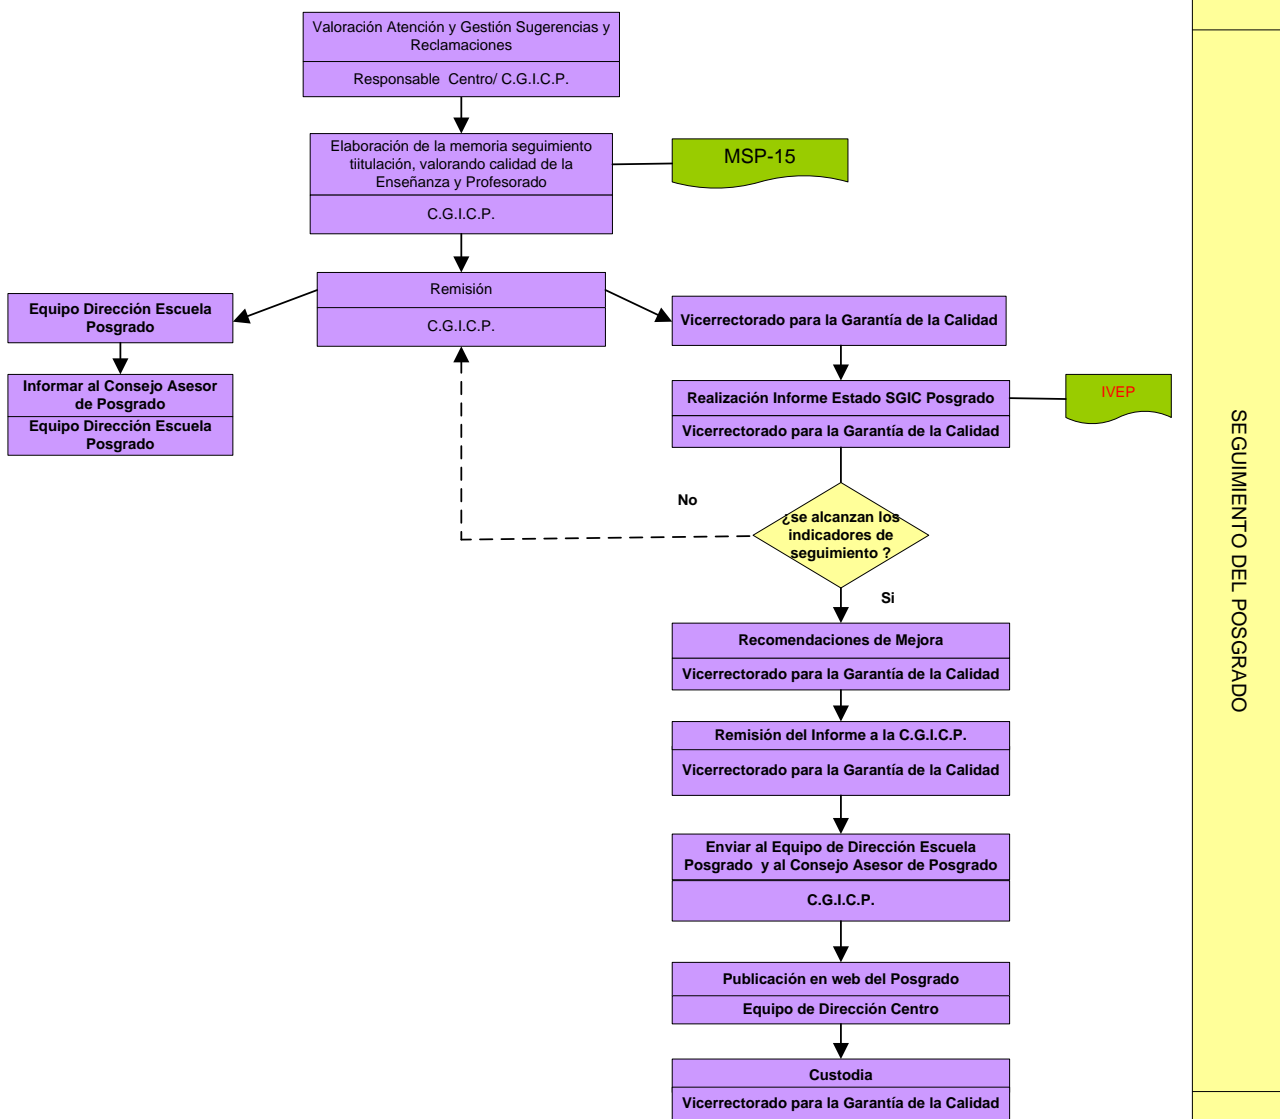 Valoración Atención y Gestión Sugerencias y
Reclamaciones
Responsable Centro/ C.G.I.C.P.
Elaboración de la memoria seguimiento
tiitulación, valorando calidad de la
Enseñanza y Profesorado
C.G.I.C.P.
MSP-15
Remisión
C.G.I.C.P.
Equipo Dirección Escuela
Posgrado
Informar al Consejo Asesor
de Posgrado
Equipo Dirección Escuela
Posgrado
Vicerrectorado para la Garantía de la Calidad
Realización Informe Estado SGIC Posgrado
Vicerrectorado para la Garantía de la Calidad
IVEP
¿se alcanzan los
indicadores de
seguimiento ?
No
Si
Recomendaciones de Mejora
Vicerrectorado para la Garantía de la Calidad
Remisión del Informe a la C.G.I.C.P.
Vicerrectorado para la Garantía de la Calidad
Enviar al Equipo de Dirección Escuela
Posgrado y al Consejo Asesor de Posgrado
C.G.I.C.P.
Publicación en web del Posgrado
Equipo de Dirección Centro
Custodia
Vicerrectorado para la Garantía de la Calidad
SEGUIMIENTO DEL POSGRADO